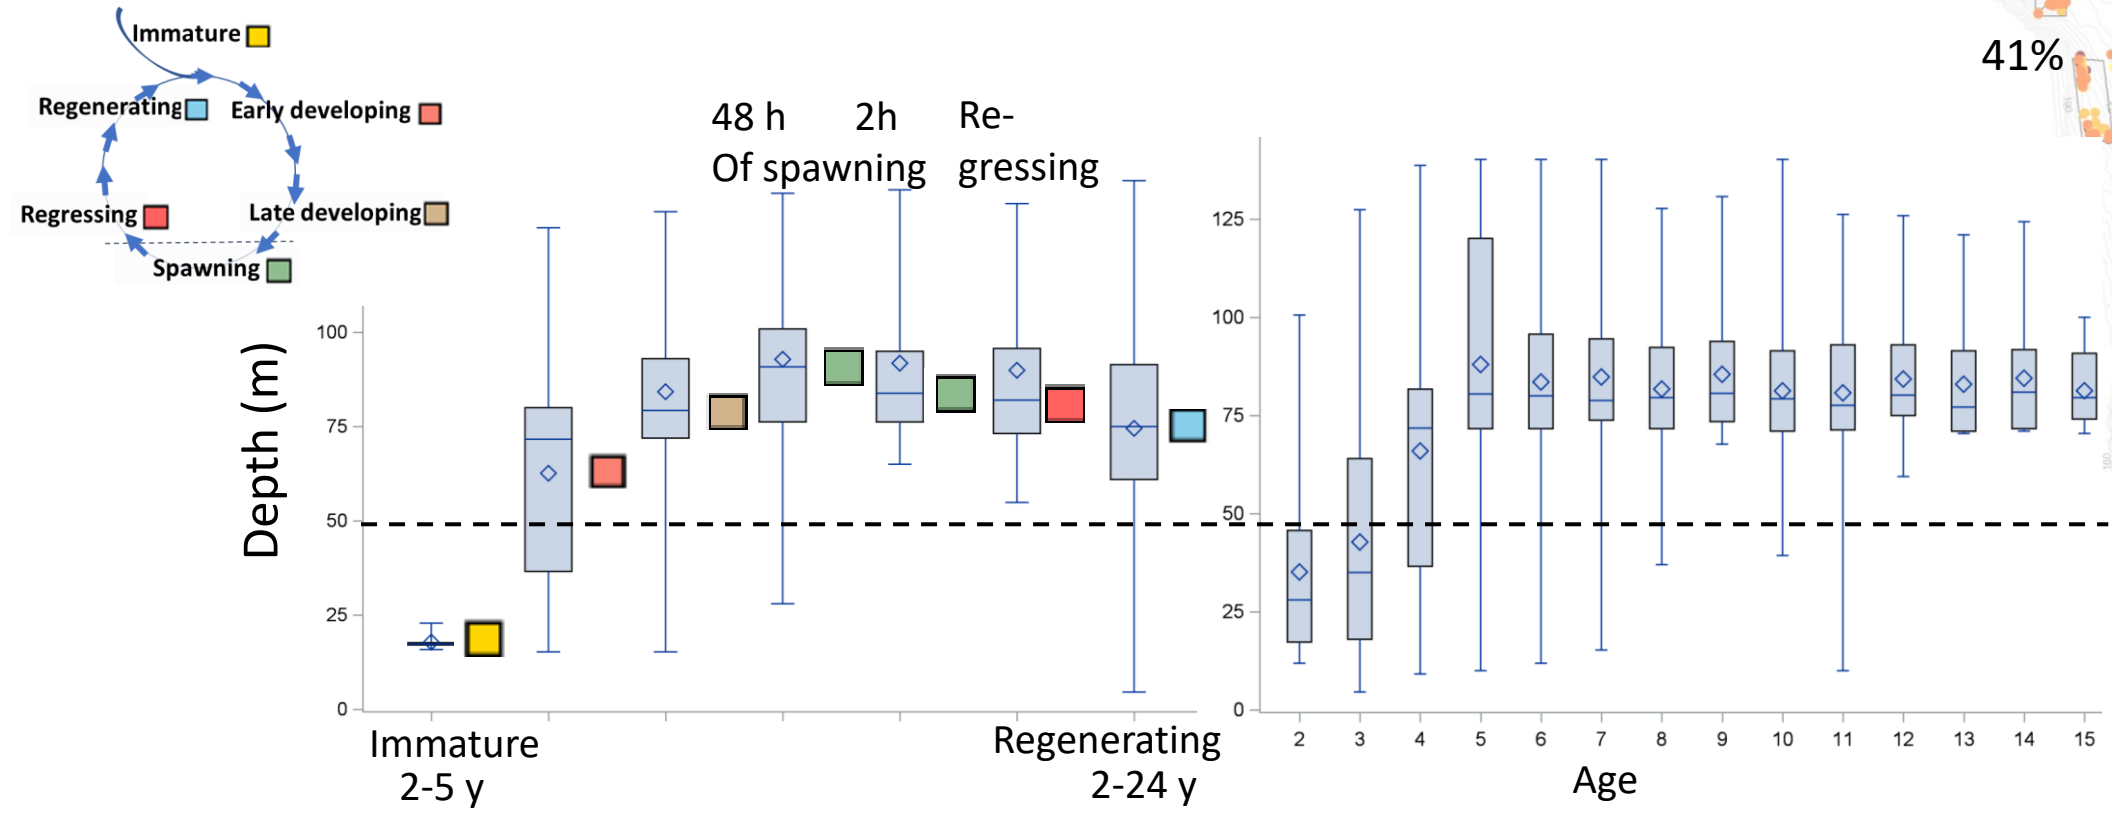 Immature
Regenerating
Early developing
Regressing
Late developing
Spawning
48 h 2h Re-
Of spawning gressing
41%
190
160
Depth (m)
100
75
50
25
0
Immature
2-5 y
Regenerating
2-24 y
125
100
75
50
25
0
2 3 4 5 6 7 8 9 10 11 12 13 14 15
Age